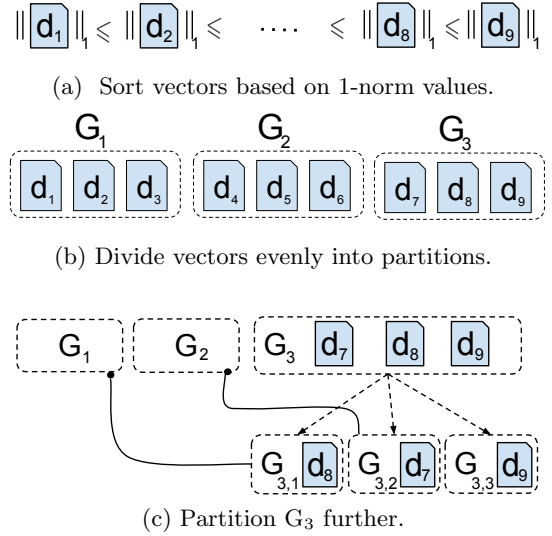 ‖d₁‖₁ ⩽ ‖d₂‖₁ ⩽ ···· ⩽ ‖d₈‖₁ ⩽ ‖d₉‖₁
(a) Sort vectors based on 1-norm values.
G₁ G₂ G₃
d₁ d₂ d₃ d₄ d₅ d₆ d₇ d₈ d₉
(b) Divide vectors evenly into partitions.
G₁ G₂ G₃ d₇ d₈ d₉
G₃,₁ d₈ G₃,₂ d₇ G₃,₃ d₉
(c) Partition G₃ further.